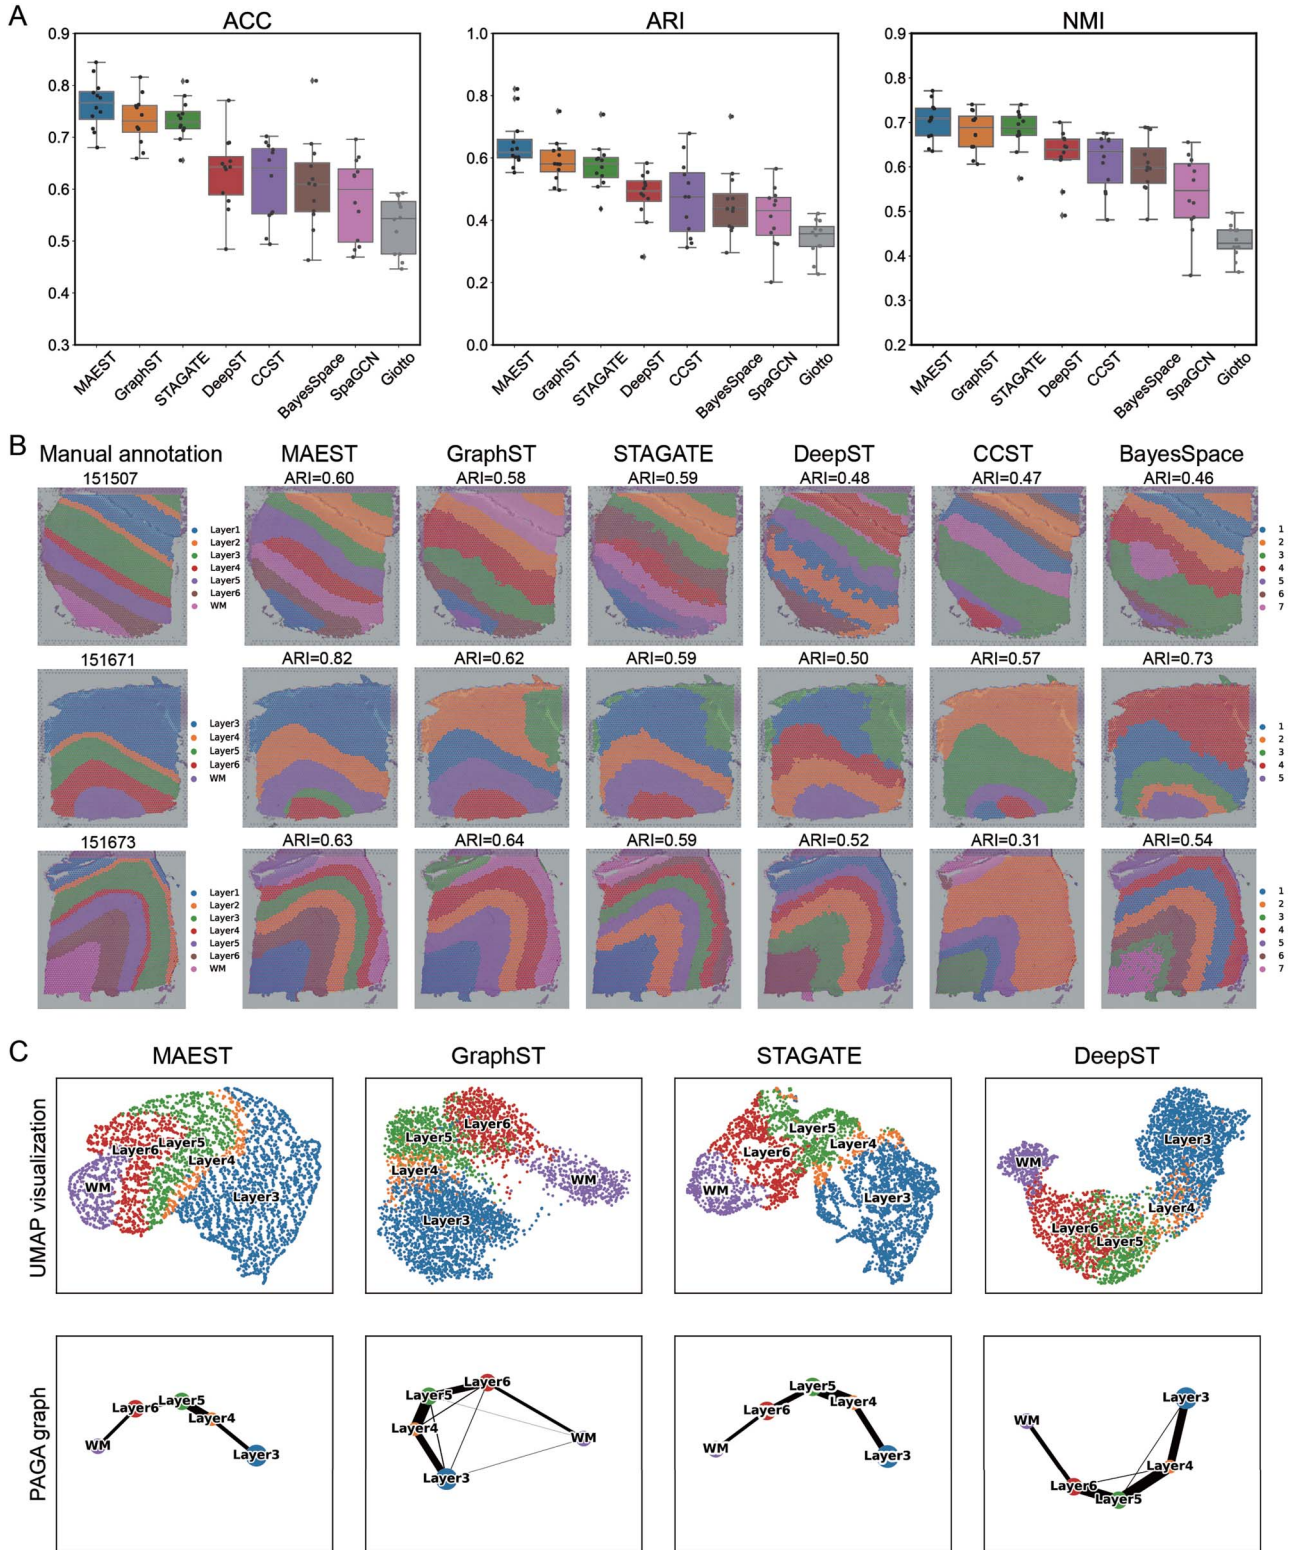 A
ACC
ARI
NMI
0.9
0.8
0.7
0.6
0.5
0.4
0.3
MAEST
GraphST
STAGATE
DeepST
CCST
BayesSpace
SpaGCN
Giotto
1.0
0.8
0.6
0.4
0.2
0.0
MAEST
GraphST
STAGATE
DeepST
CCST
BayesSpace
SpaGCN
Giotto
0.9
0.8
0.7
0.6
0.5
0.4
0.3
0.2
MAEST
GraphST
STAGATE
DeepST
CCST
BayesSpace
SpaGCN
Giotto
B
Manual annotation MAEST GraphST STAGATE DeepST CCST BayesSpace
151507 ARI=0.60 ARI=0.58 ARI=0.59 ARI=0.48 ARI=0.47 ARI=0.46
Layer1
Layer2
Layer3
Layer4
Layer5
Layer6
WM
1
2
3
4
5
6
7
151671 ARI=0.82 ARI=0.62 ARI=0.59 ARI=0.50 ARI=0.57 ARI=0.73
Layer3
Layer4
Layer5
Layer6
WM
1
2
3
4
5
151673 ARI=0.63 ARI=0.64 ARI=0.59 ARI=0.52 ARI=0.31 ARI=0.54
Layer1
Layer2
Layer3
Layer4
Layer5
Layer6
WM
1
2
3
4
5
6
7
C
MAEST GraphST STAGATE DeepST
UMAP visualization
Layer6
Layer5
Layer4
WM
Layer3
Layer6
Layer5
Layer4
WM
Layer3
Layer5
Layer4
Layer6
WM
Layer3
Layer3
WM
Layer4
Layer6
Layer5
PAGA graph
Layer5
Layer6
Layer4
WM
Layer3
Layer6
Layer5
Layer4
WM
Layer3
Layer5
Layer4
Layer6
WM
Layer3
Layer3
WM
Layer4
Layer6
Layer5